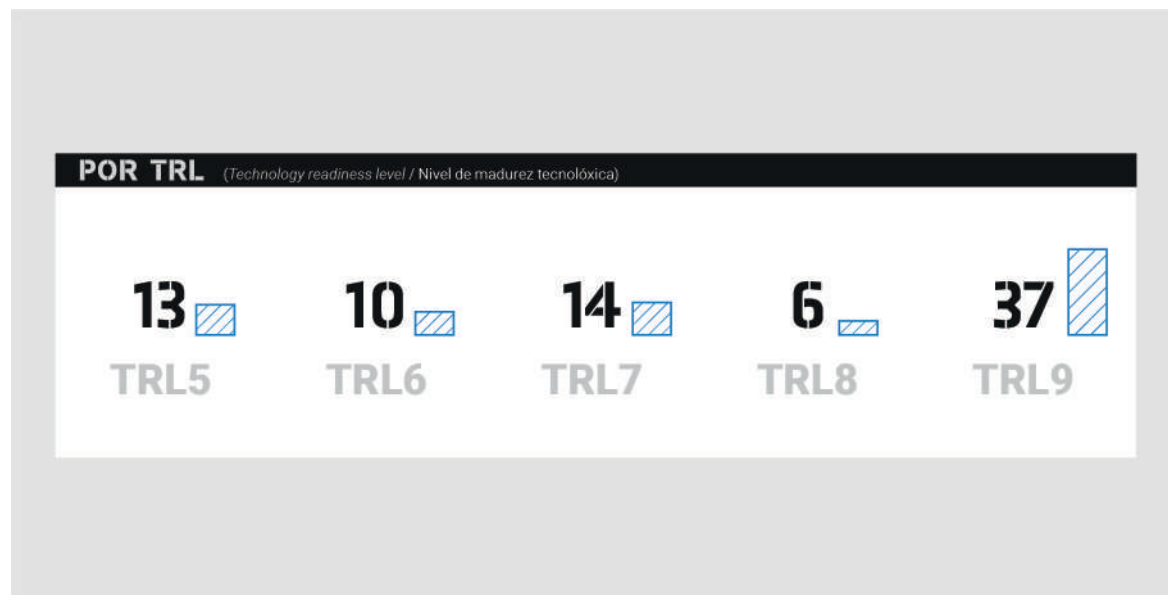 POR TRL (Technology readiness level / Nivel de madurez tecnolóxica)
13 10 14 6 37
TRL5 TRL6 TRL7 TRL8 TRL9